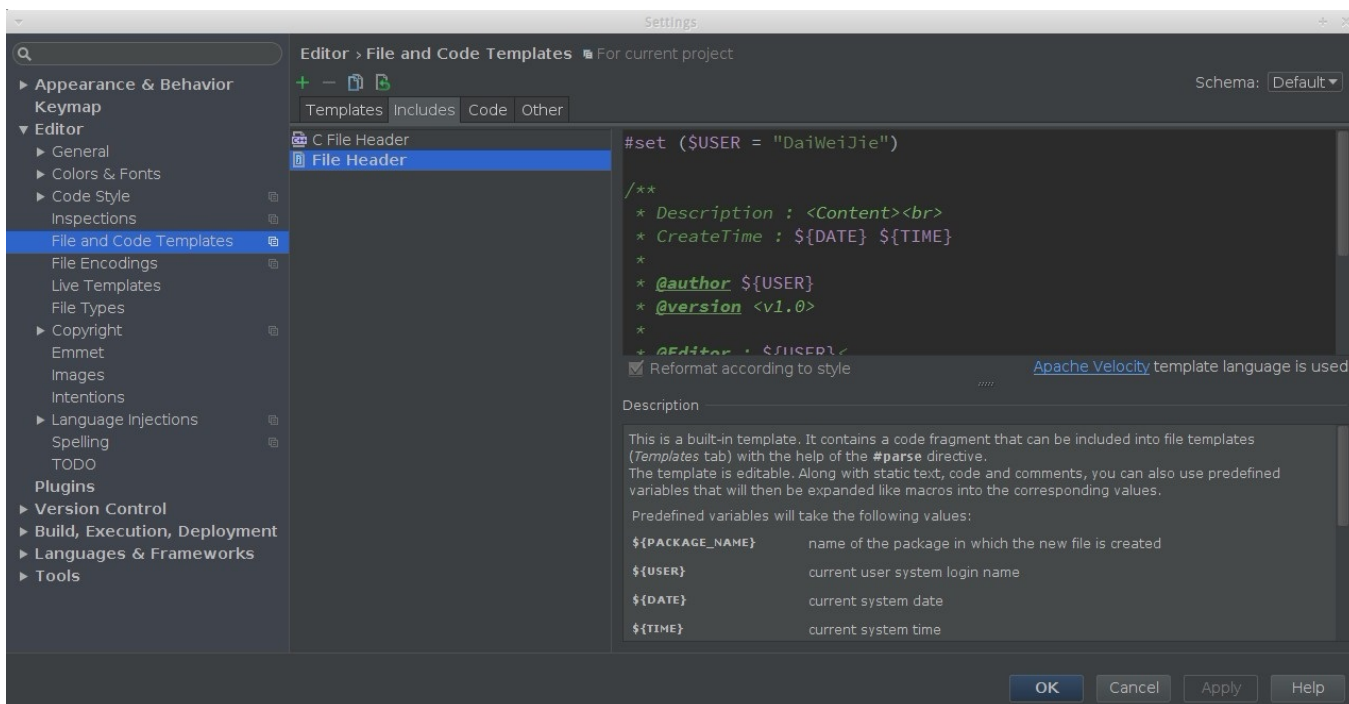 Settings
Editor › File and Code Templates For current project
Appearance & Behavior
Keymap
Editor
General
Colors & Fonts
Code Style
Inspections
File and Code Templates
File Encodings
Live Templates
File Types
Copyright
Emmet
Images
Intentions
Language Injections
Spelling
TODO
Plugins
Version Control
Build, Execution, Deployment
Languages & Frameworks
Tools
Schema: Default
Templates Includes Code Other
C File Header
File Header
#set ($USER = "DaiWeiJie")
/**
* Description : <Content><br>
* CreateTime : ${DATE} ${TIME}
*
* @author ${USER}
* @version <v1.0>
*
* @Editor : ${USER}<
Reformat according to style
Apache Velocity template language is used
Description
This is a built-in template. It contains a code fragment that can be included into file templates
(Templates tab) with the help of the #parse directive.
The template is editable. Along with static text, code and comments, you can also use predefined
variables that will then be expanded like macros into the corresponding values.
Predefined variables will take the following values:
${PACKAGE_NAME} name of the package in which the new file is created
${USER} current user system login name
${DATE} current system date
${TIME} current system time
OK Cancel Apply Help